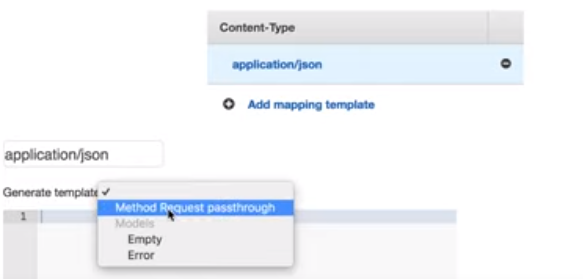 Content-Type
application/json
Add mapping template
application/json
Generate template
Method Request passthrough
1
Models
Empty
Error